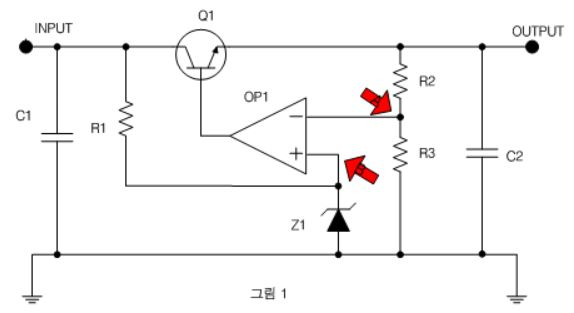 Q1
INPUT
OUTPUT
R2
OP1
C1
R1
−
+
R3
C2
Z1
그림 1